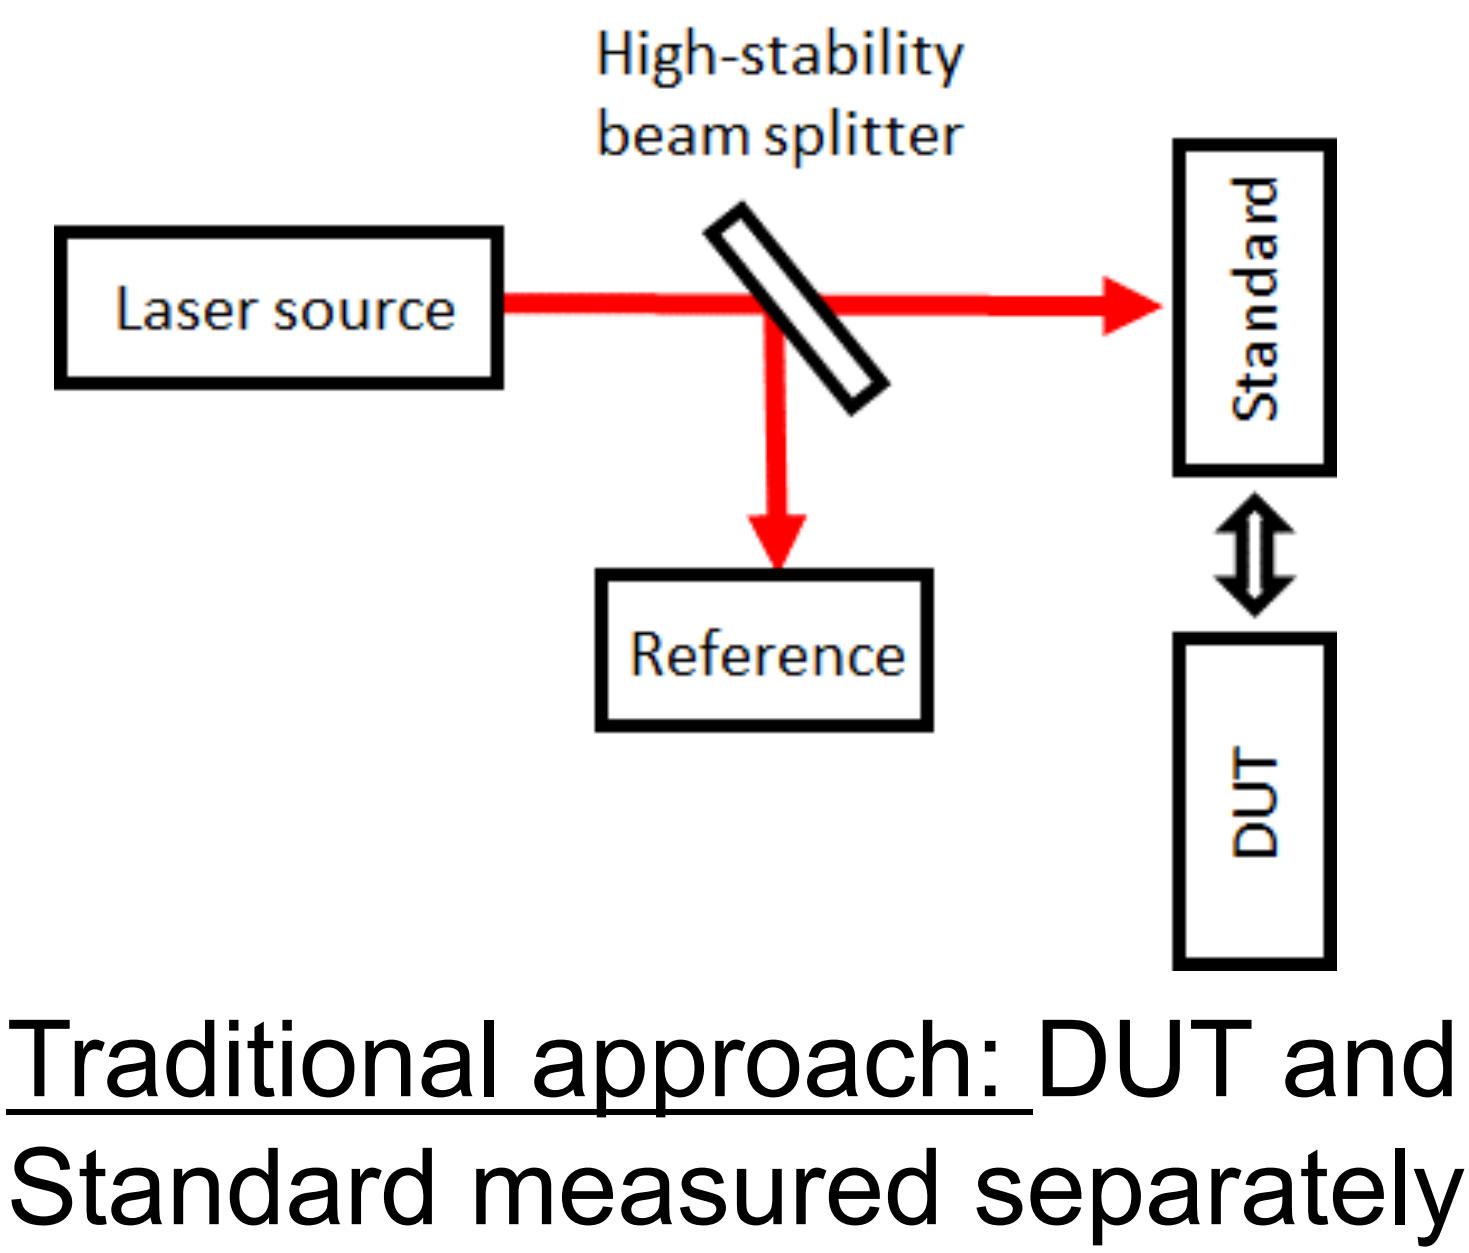 High-stability
beam splitter
Laser source
Standard
Reference
DUT
Traditional approach: DUT and
Standard measured separately